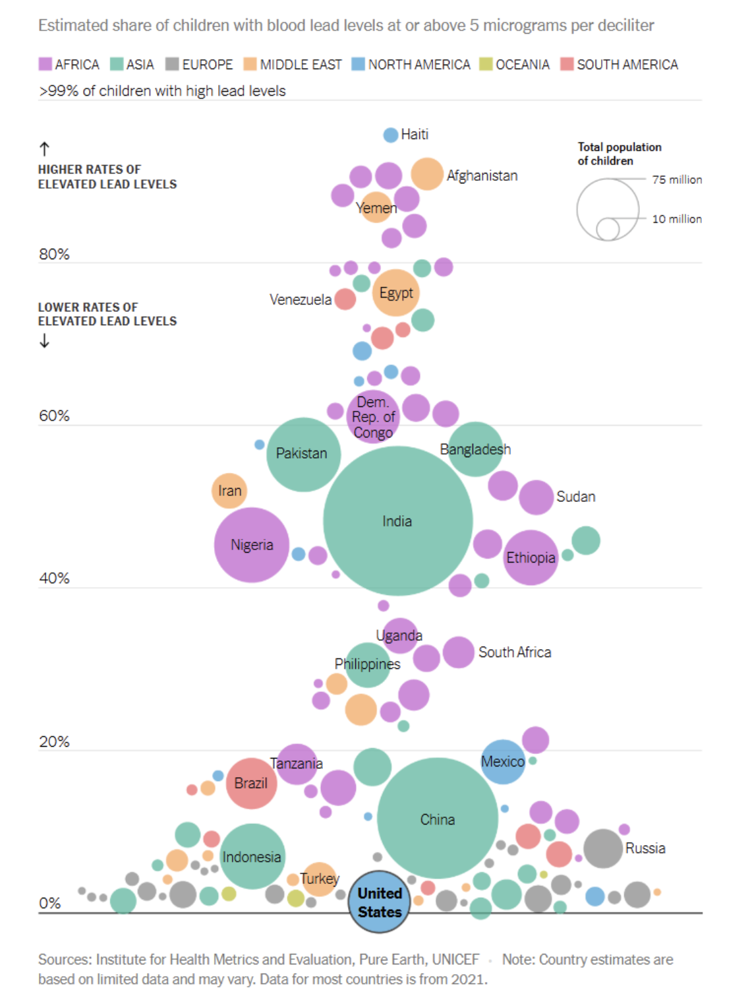 Estimated share of children with blood lead levels at or above 5 micrograms per deciliter
AFRICA ASIA EUROPE MIDDLE EAST NORTH AMERICA OCEANIA SOUTH AMERICA
>99% of children with high lead levels
Haiti
↑
HIGHER RATES OF
ELEVATED LEAD LEVELS
Total population
of children
75 million
10 million
Afghanistan
Yemen
80%
Egypt
Venezuela
LOWER RATES OF
ELEVATED LEAD LEVELS
↓
Dem.
Rep. of
Congo
60%
Pakistan
Bangladesh
Iran
Sudan
India
Nigeria
Ethiopia
40%
Uganda
South Africa
Philippines
20%
Tanzania
Mexico
Brazil
China
Russia
Indonesia
Turkey
United
States
0%
Sources: Institute for Health Metrics and Evaluation, Pure Earth, UNICEF · Note: Country estimates are
based on limited data and may vary. Data for most countries is from 2021.